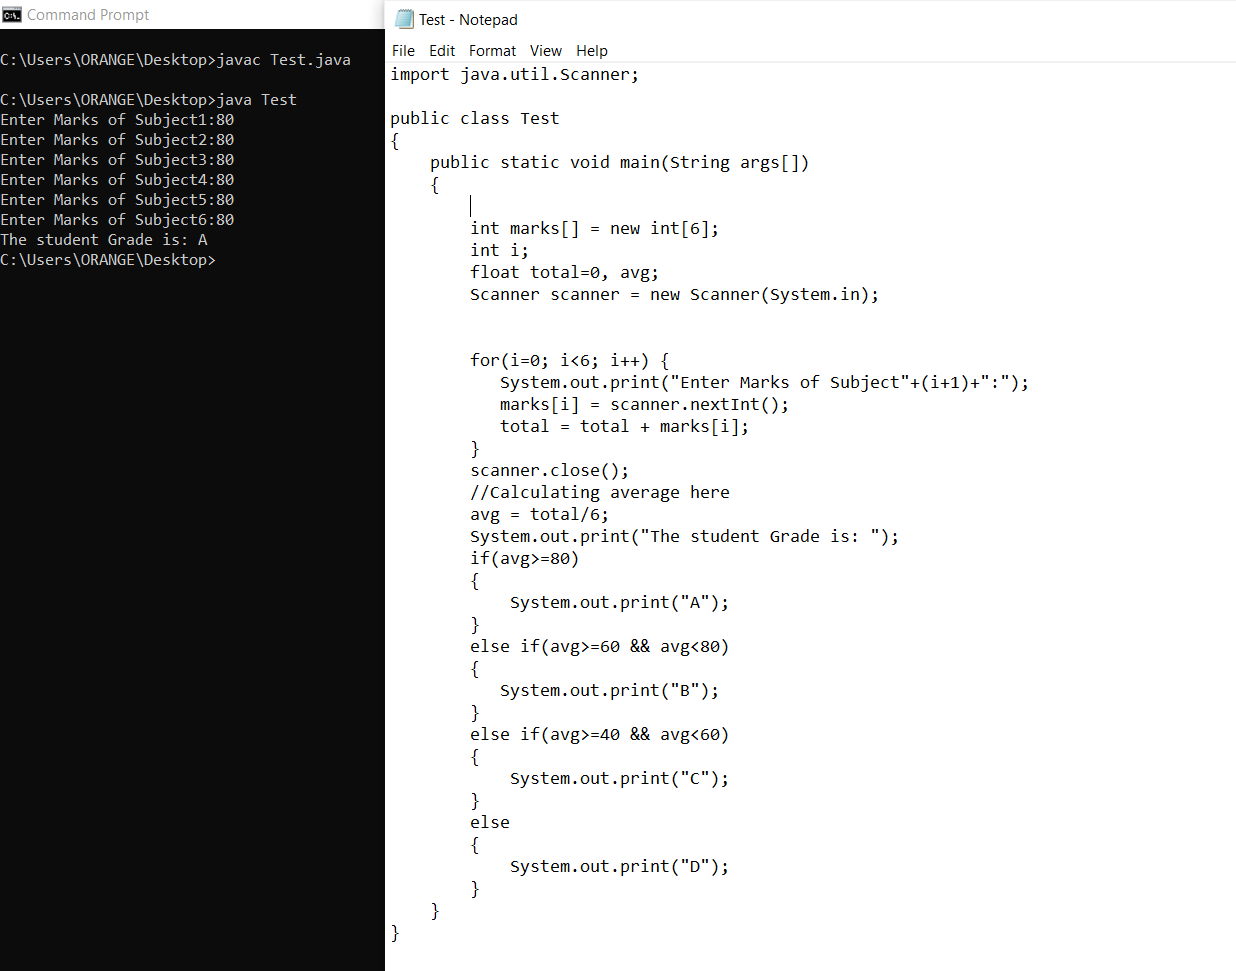 Command Prompt
C:\Users\ORANGE\Desktop>javac Test.java
C:\Users\ORANGE\Desktop>java Test
Enter Marks of Subject1:80
Enter Marks of Subject2:80
Enter Marks of Subject3:80
Enter Marks of Subject4:80
Enter Marks of Subject5:80
Enter Marks of Subject6:80
The student Grade is: A
C:\Users\ORANGE\Desktop>
Test - Notepad
File Edit Format View Help
import java.util.Scanner;
public class Test
{
public static void main(String args[])
{
int marks[] = new int[6];
int i;
float total=0, avg;
Scanner scanner = new Scanner(System.in);
for(i=0; i<6; i++) {
System.out.print("Enter Marks of Subject"+(i+1)+":");
marks[i] = scanner.nextInt();
total = total + marks[i];
}
scanner.close();
//Calculating average here
avg = total/6;
System.out.print("The student Grade is: ");
if(avg>=80)
{
System.out.print("A");
}
else if(avg>=60 && avg<80)
{
System.out.print("B");
}
else if(avg>=40 && avg<60)
{
System.out.print("C");
}
else
{
System.out.print("D");
}
}
}